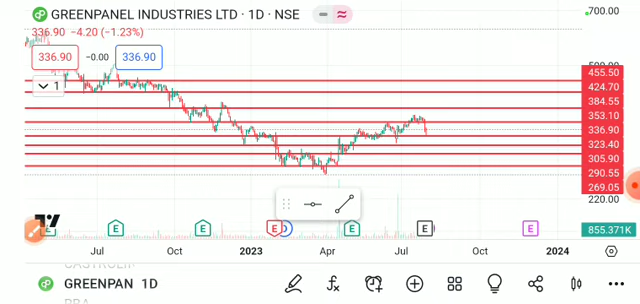 GREENPANEL INDUSTRIES LTD · 1D · NSE
700.00
336.90 −4.20 (−1.23%)
336.90 −0.00 336.90
1
455.50
424.70
384.55
353.10
336.90
323.40
305.90
290.55
269.05
220.00
E E E E E E E
855.371K
Jul Oct 2023 Apr Jul Oct 2024
GREENPAN 1D